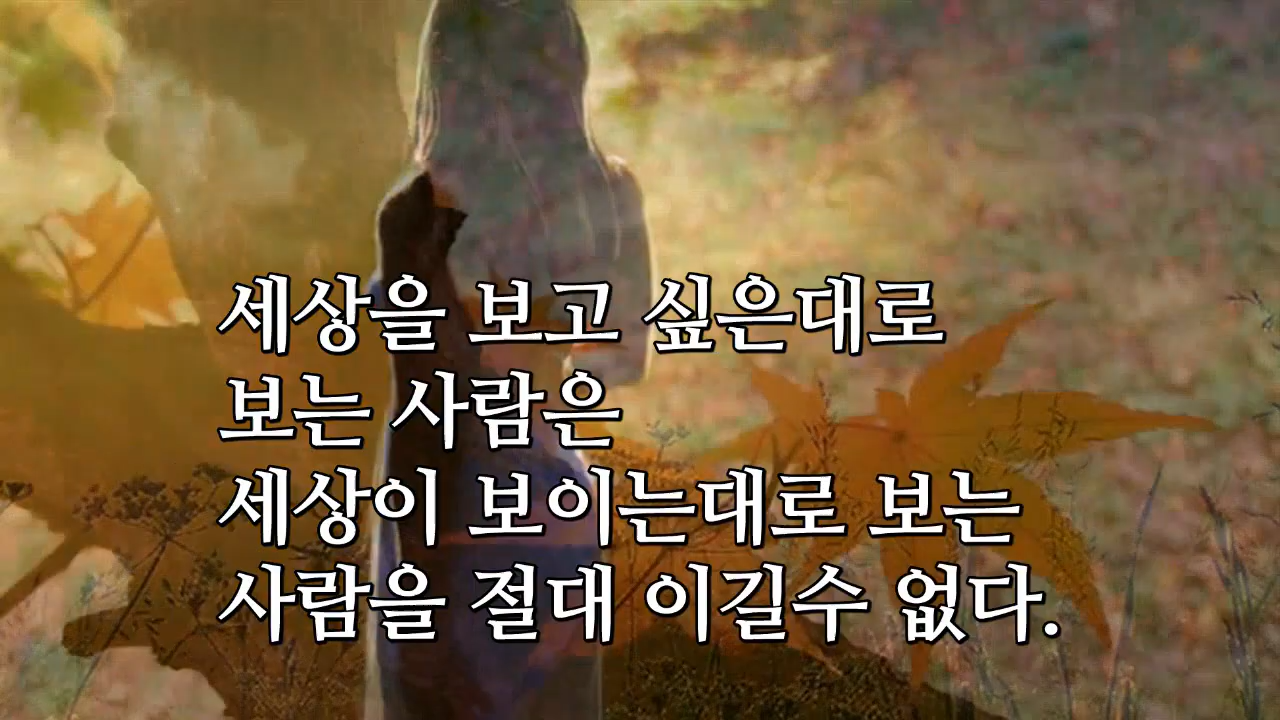 세상을 보고 싶은대로
보는 사람은
세상이 보이는대로 보는
사람을 절대 이길수 없다.